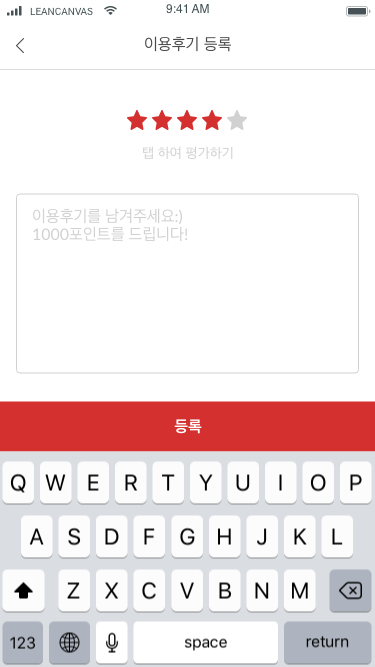 LEANCANVAS 9:41 AM
이용후기 등록
탭 하여 평가하기
이용후기를 남겨주세요:)
1000포인트를 드립니다!
등록
Q W E R T Y U I O P
A S D F G H J K L
Z X C V B N M
123 space return